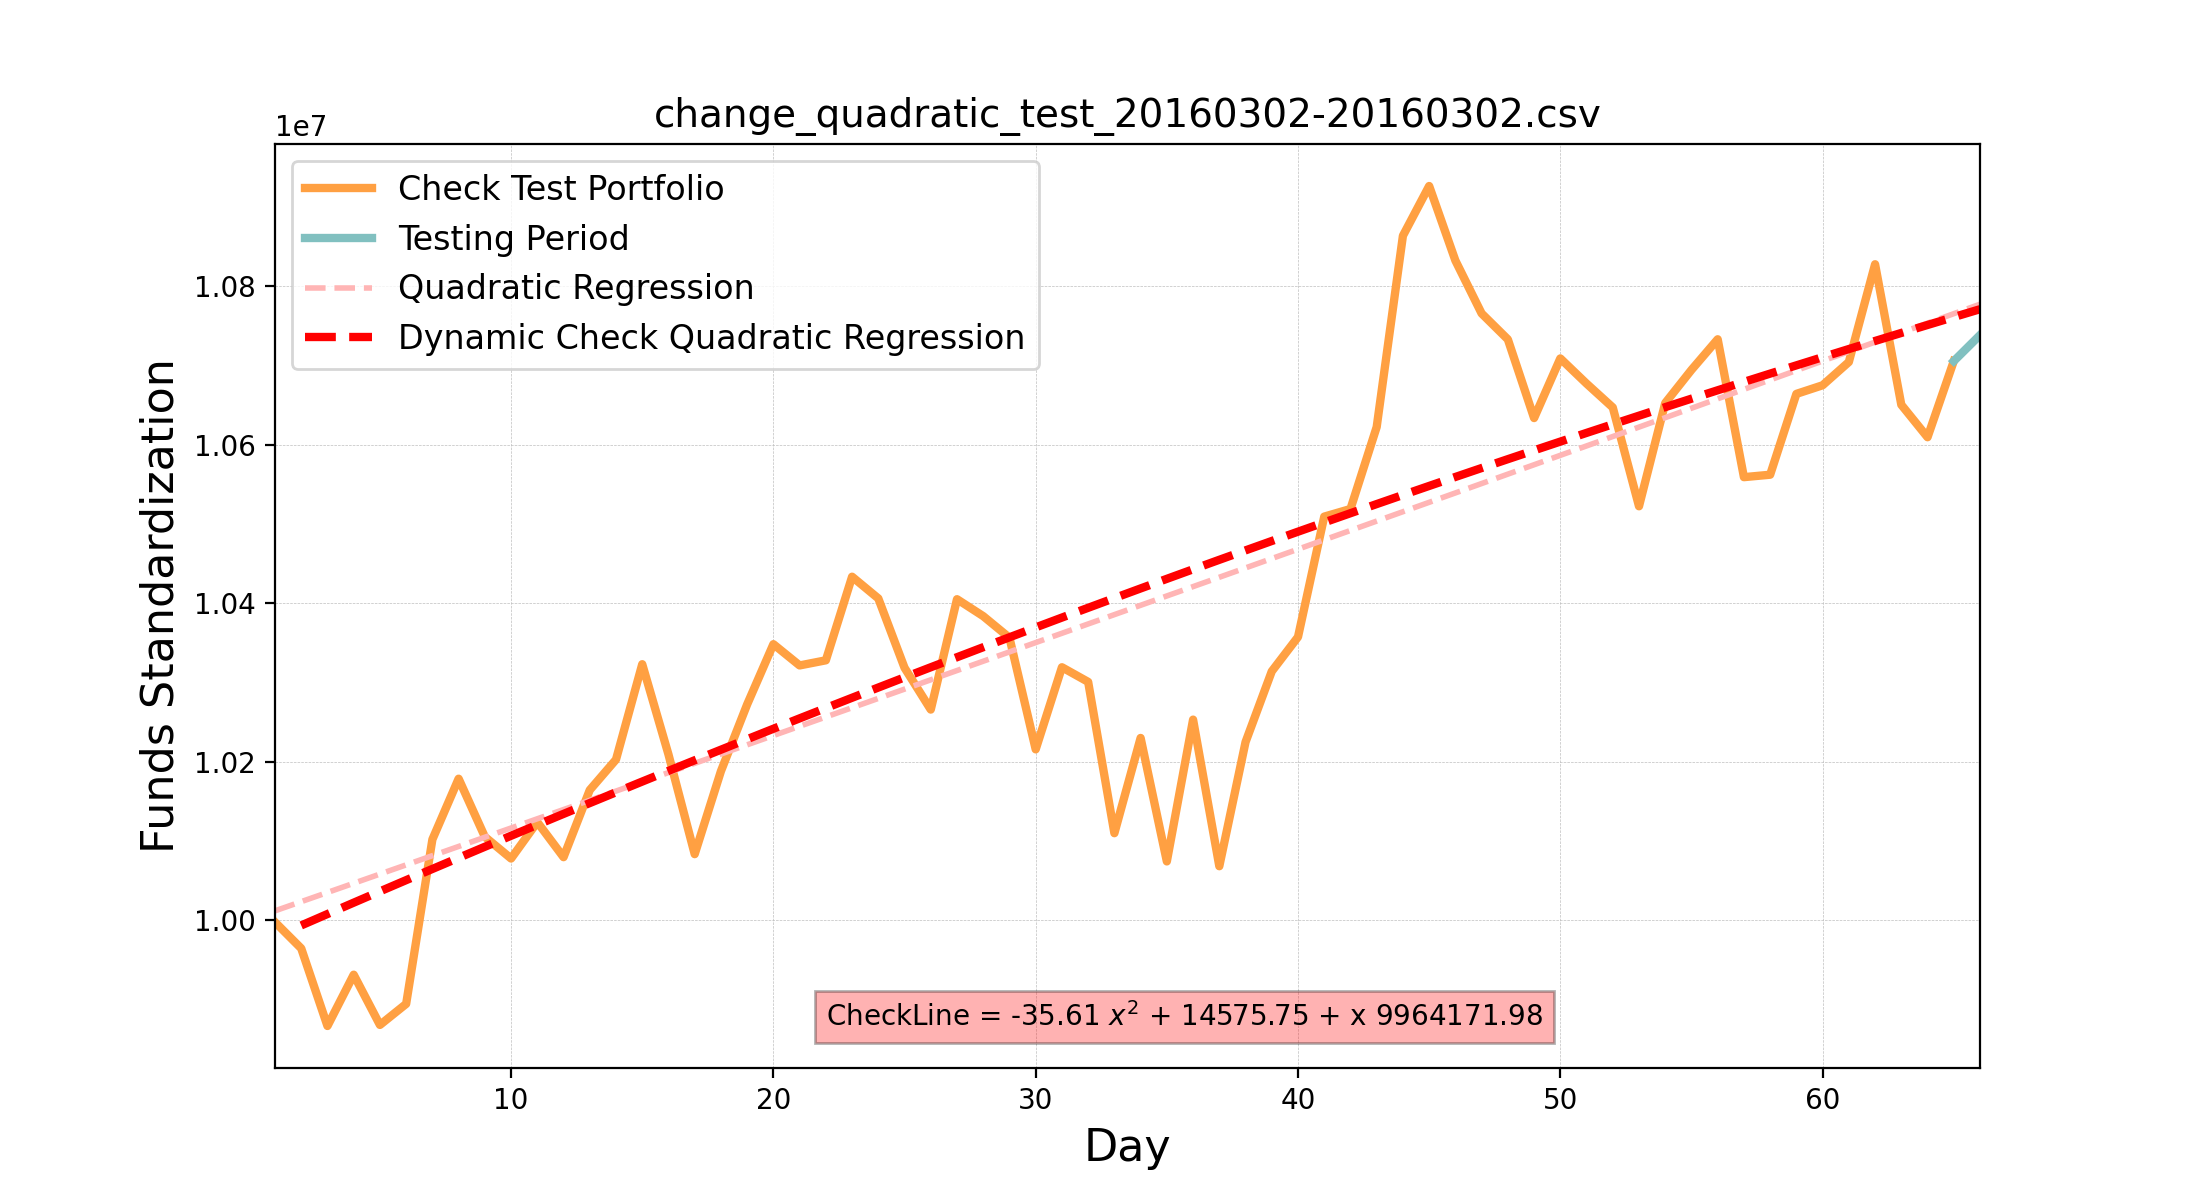 change_quadratic_test_20160302-20160302.csv
1e7
Check Test Portfolio
Testing Period
Quadratic Regression
Dynamic Check Quadratic Regression
1.08
1.06
1.04
1.02
1.00
Funds Standardization
CheckLine = -35.61 x² + 14575.75 + x 9964171.98
10 20 30 40 50 60
Day